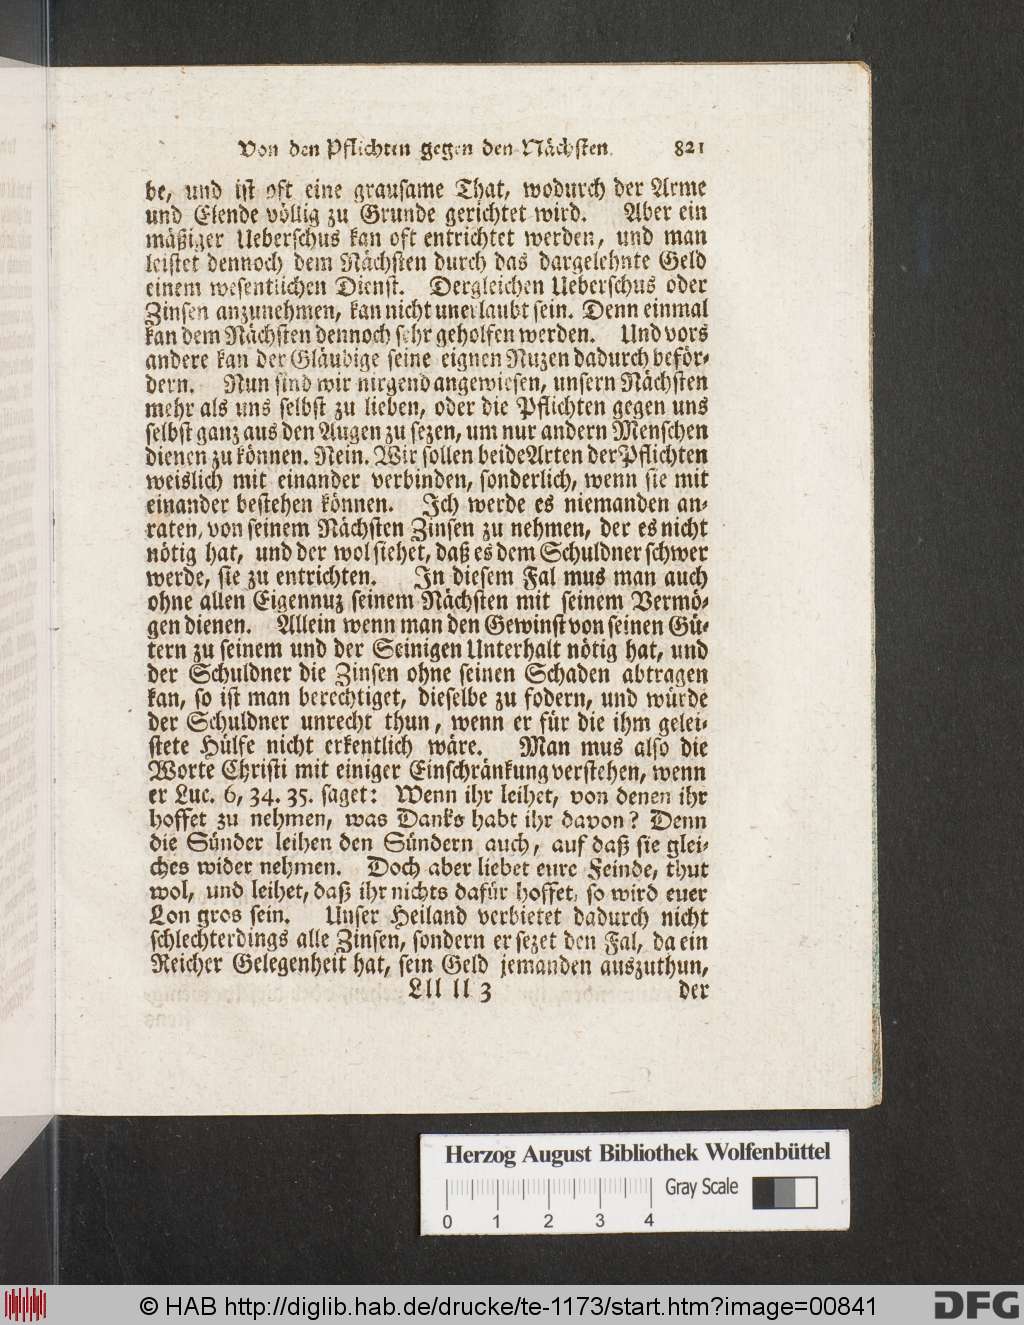 Von den Pflichten gegen den Nächsten. 821
be, und ist oft eine grausame That, wodurch der Arme
und Elende völlig zu Grunde gerichtet wird. Aber ein
mäßiger Ueberschus kan oft entrichtet werden, und man
leistet dennoch dem Nächsten durch das dargelehnte Geld
einem wesentlichen Dienst. Dergleichen Ueberschus oder
Zinsen anzunehmen, kan nicht unerlaubt sein. Denn einmal
kan dem Nächsten dennoch sehr geholfen werden. Und vors
andere kan der Gläubige seine eignen Nuzen dadurch beför-
dern. Nun sind wir nirgend angewiesen, unsern Nächsten
mehr als uns selbst zu lieben, oder die Pflichten gegen uns
selbst ganz aus den Augen zu sezen, um nur andern Menschen
dienen zu können. Nein. Wir sollen beide Arten der Pflichten
weislich mit einander verbinden, sonderlich, wenn sie mit
einander bestehen können. Ich werde es niemanden an-
raten, von seinem Nächsten Zinsen zu nehmen, der es nicht
nötig hat, und der wol siehet, daß es dem Schuldner schwer
werde, sie zu entrichten. In diesem Fal mus man auch
ohne allen Eigennuz seinem Nächsten mit seinem Vermö-
gen dienen. Allein wenn man den Gewinst von seinen Gü-
tern zu seinem und der Seinigen Unterhalt nötig hat, und
der Schuldner die Zinsen ohne seinen Schaden abtragen
kan, so ist man berechtiget, dieselbe zu fodern, und würde
der Schuldner unrecht thun, wenn er für die ihm gelei-
stete Hülfe nicht erkentlich wäre. Man mus also die
Worte Christi mit einiger Einschränkung verstehen, wenn
er Luc. 6, 34. 35. saget: Wenn ihr leihet, von denen ihr
hoffet zu nehmen, was Danks habt ihr davon? Denn
die Sünder leihen den Sündern auch, auf daß sie glei-
ches wider nehmen. Doch aber liebet eure Feinde, thut
wol, und leihet, daß ihr nichts dafür hoffet, so wird euer
Lon gros sein. Unser Heiland verbietet dadurch nicht
schlechterdings alle Zinsen, sondern er sezet den Fal, da ein
Reicher Gelegenheit hat, sein Geld jemanden auszuthun,
Lll ll 3 der
Herzog August Bibliothek Wolfenbüttel
Gray Scale
0 1 2 3 4
© HAB http://diglib.hab.de/drucke/te-1173/start.htm?image=00841
DFG